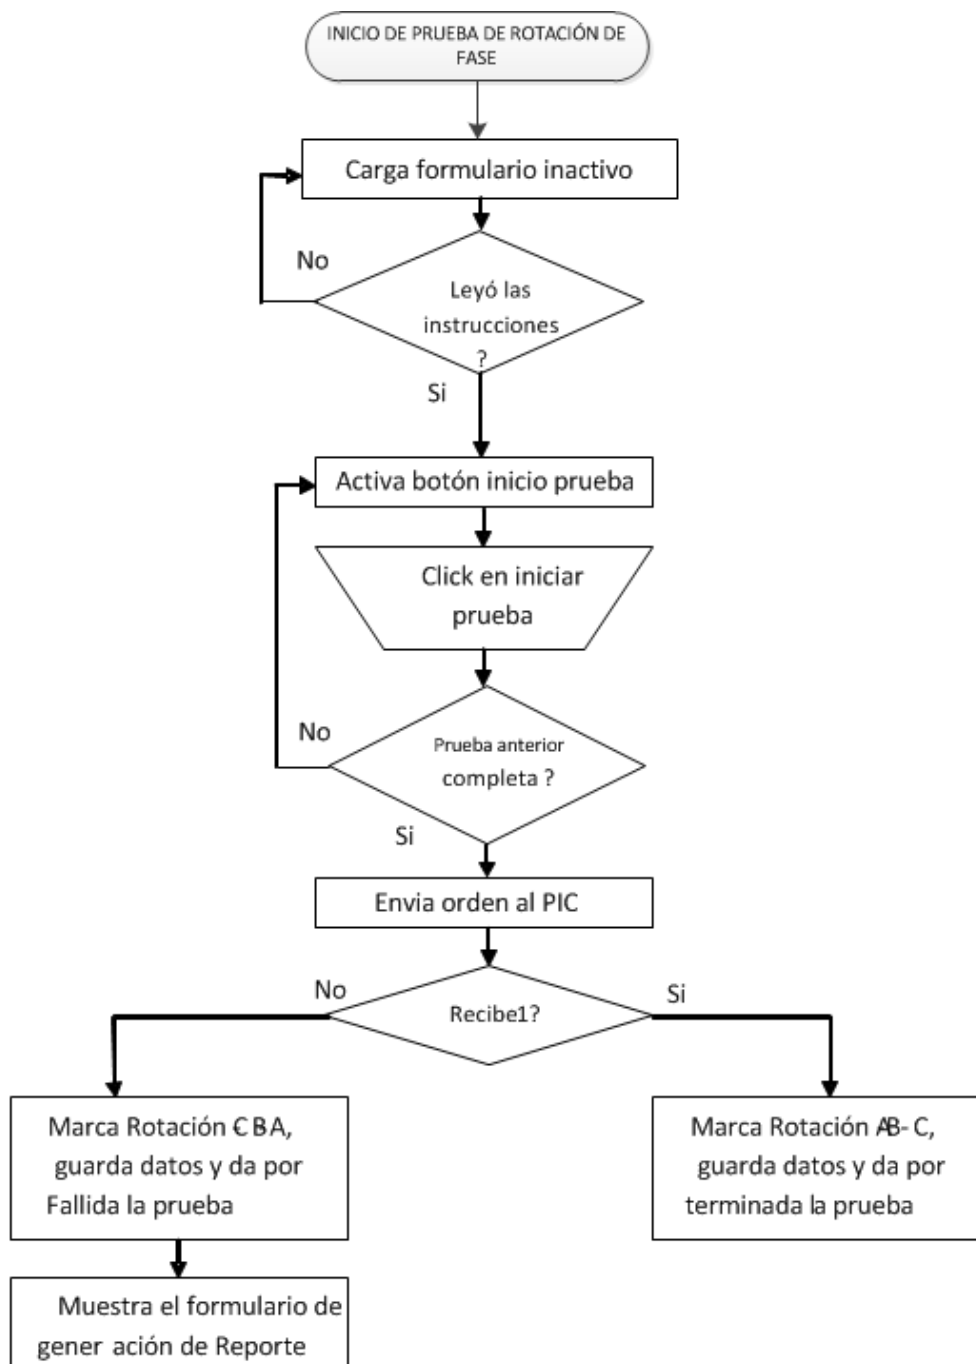 INICIO DE PRUEBA DE ROTACIÓN DE
FASE
Carga formulario inactivo
No
Leyó las
instrucciones
?
Si
Activa botón inicio prueba
Click en iniciar
prueba
No
Prueba anterior
completa ?
Si
Envia orden al PIC
No
Si
Recibe1?
Marca Rotación C-B-A,
guarda datos y da por
Fallida la prueba
Marca Rotación A-B- C,
guarda datos y da por
terminada la prueba
Muestra el formulario de
gener ación de Reporte